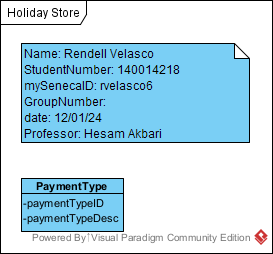 Holiday Store
Name: Rendell Velasco
StudentNumber: 140014218
mySenecaID: rvelasco6
GroupNumber:
date: 12/01/24
Professor: Hesam Akbari
PaymentType
-paymentTypeID
-paymentTypeDesc
Powered By Visual Paradigm Community Edition